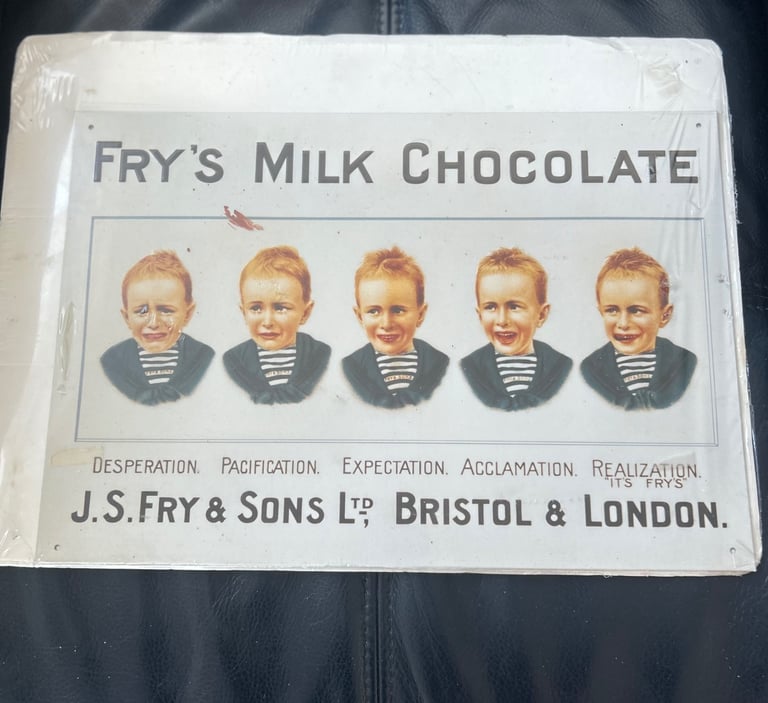 FRY'S MILK CHOCOLATE
DESPERATION. PACIFICATION. EXPECTATION. ACCLAMATION. REALIZATION.
"IT'S FRY'S"
J.S.FRY & SONS LTD, BRISTOL & LONDON.